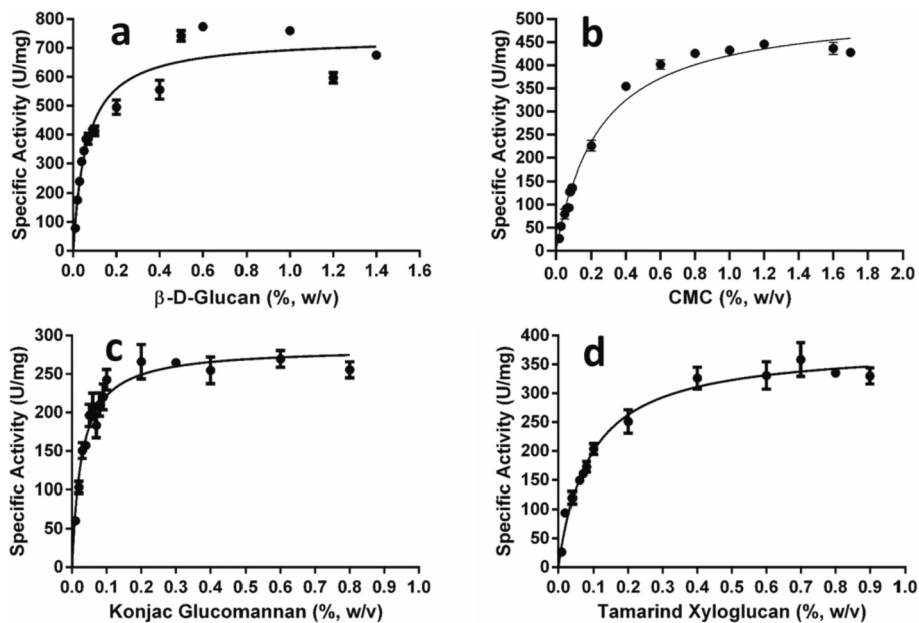 a
Specific Activity (U/mg)
800
700
600
500
400
300
200
100
0
0.0 0.2 0.4 0.6 0.8 1.0 1.2 1.4 1.6
β-D-Glucan (%, w/v)
b
Specific Activity (U/mg)
500
450
400
350
300
250
200
150
100
50
0
0.0 0.2 0.4 0.6 0.8 1.0 1.2 1.4 1.6 1.8 2.0
CMC (%, w/v)
c
Specific Activity (U/mg)
300
250
200
150
100
50
0
0.0 0.1 0.2 0.3 0.4 0.5 0.6 0.7 0.8 0.9 1.0
Konjac Glucomannan (%, w/v)
d
Specific Activity (U/mg)
400
350
300
250
200
150
100
50
0
0.0 0.1 0.2 0.3 0.4 0.5 0.6 0.7 0.8 0.9 1.0
Tamarind Xyloglucan (%, w/v)